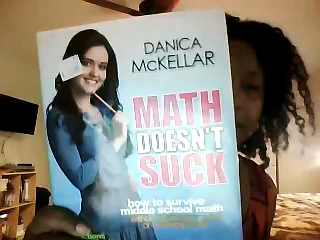 DANICA
McKELLAR
MATH
DOESN'T
SUCK
how to survive
middle school math